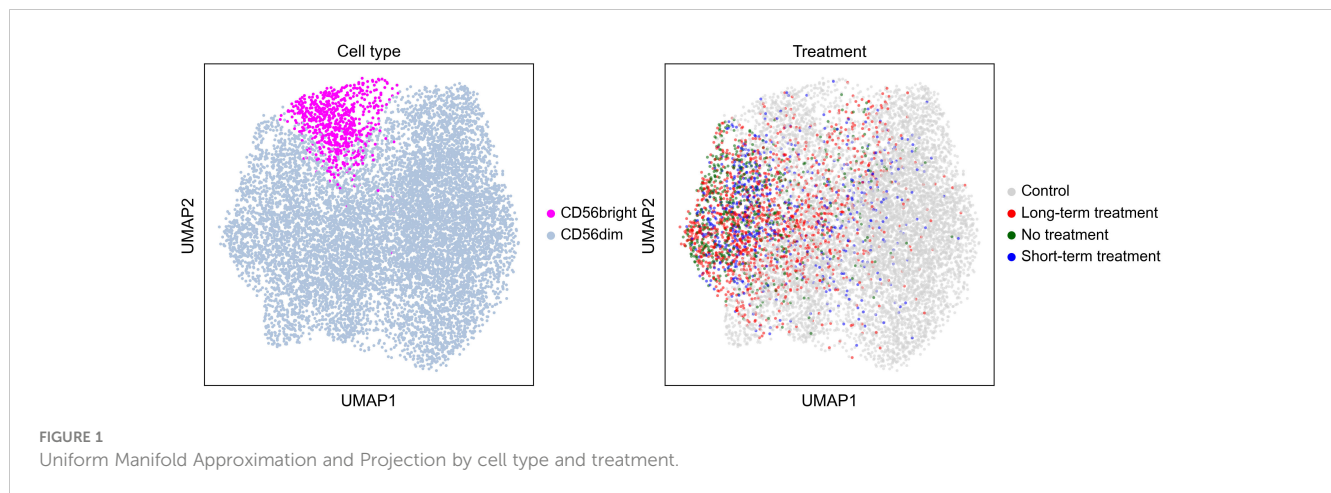 Cell type
UMAP2
UMAP1
CD56bright
CD56dim
Treatment
UMAP2
UMAP1
Control
Long-term treatment
No treatment
Short-term treatment
FIGURE 1
Uniform Manifold Approximation and Projection by cell type and treatment.